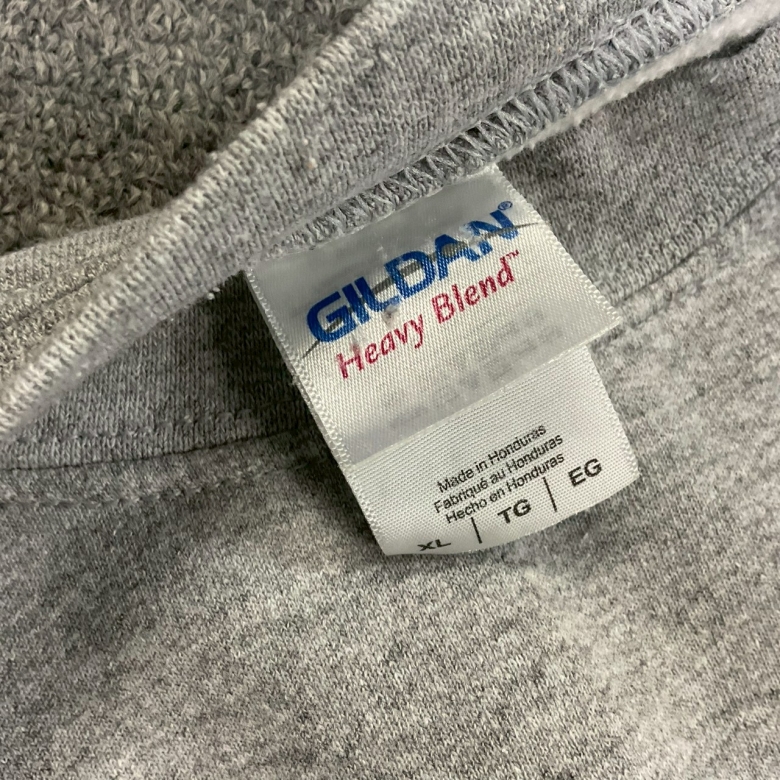 GILDAN®
Heavy Blend™
Made in Honduras
Fabriqué au Honduras
Hecho en Honduras
XL | TG | EG